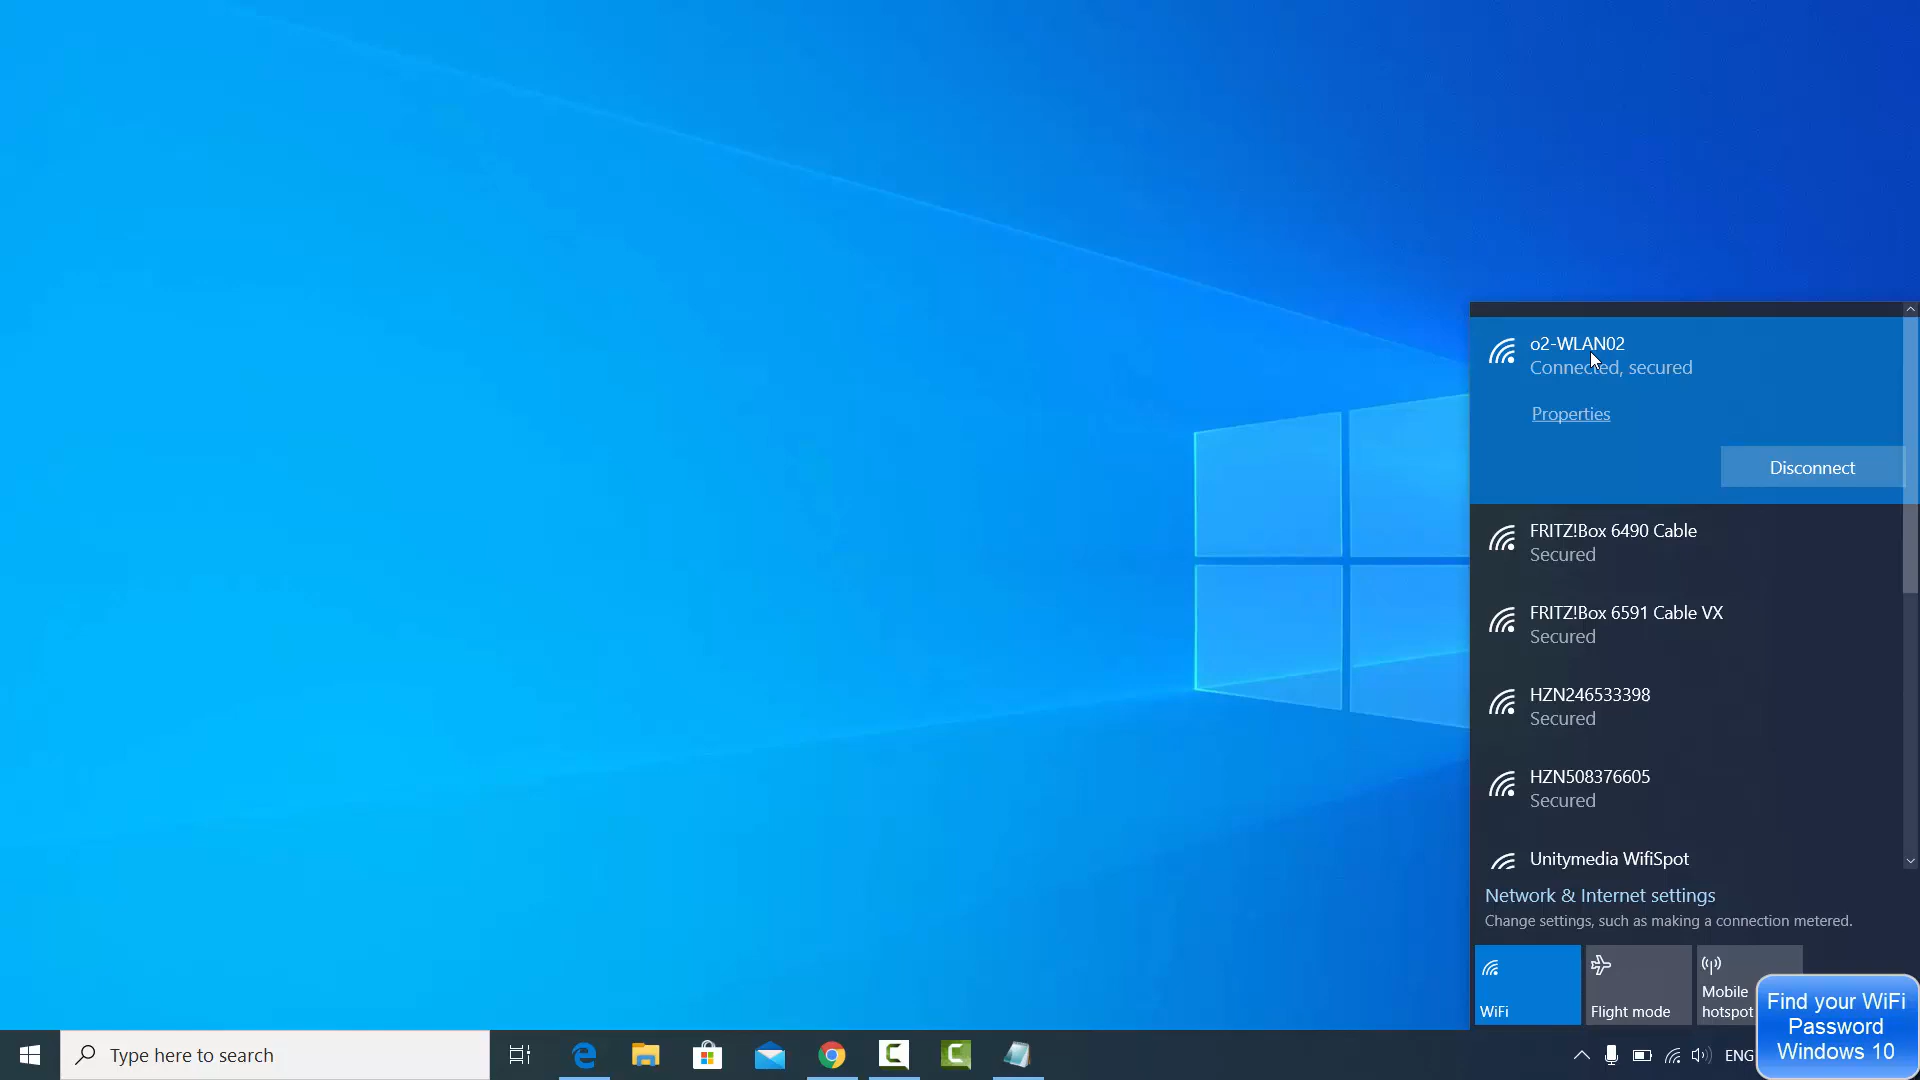 o2-WLAN02
Connected, secured
Properties
Disconnect
FRITZ!Box 6490 Cable
Secured
FRITZ!Box 6591 Cable VX
Secured
HZN246533398
Secured
HZN508376605
Secured
Unitymedia WifiSpot
Network & Internet settings
Change settings, such as making a connection metered.
WiFi
Flight mode
Mobile
hotspot
Find your WiFi
Password
Windows 10
Type here to search
ENG